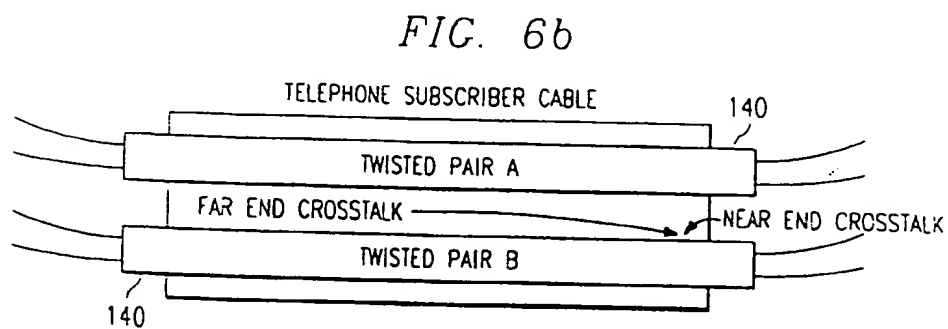 FIG. 6b
TELEPHONE SUBSCRIBER CABLE
140
TWISTED PAIR A
FAR END CROSSTALK
NEAR END CROSSTALK
TWISTED PAIR B
140